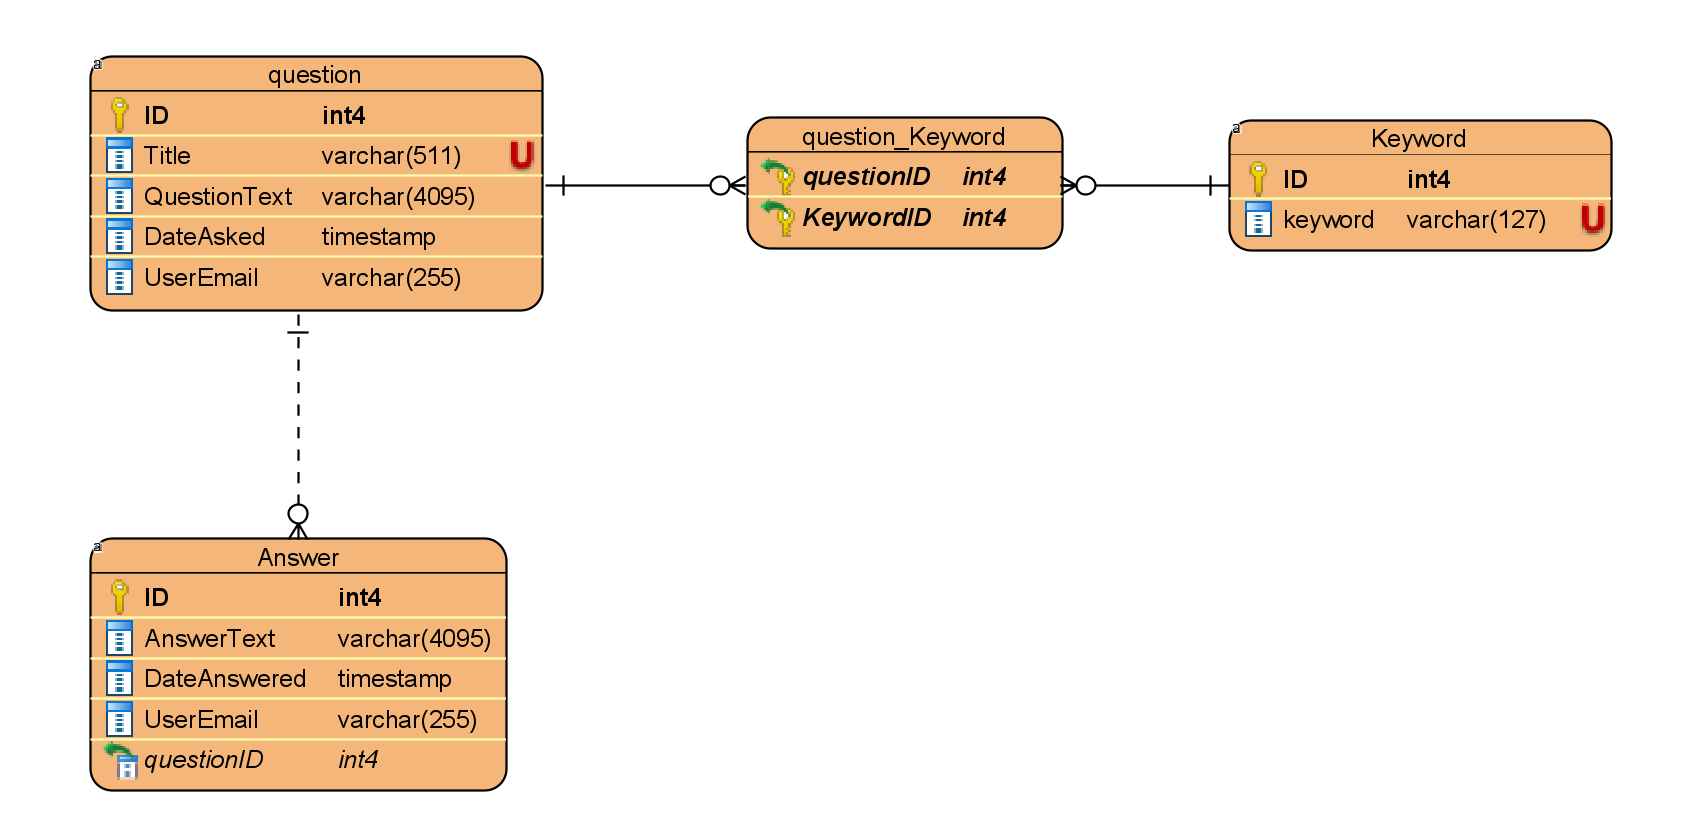 a
question
ID int4
Title varchar(511) U
QuestionText varchar(4095)
DateAsked timestamp
UserEmail varchar(255)
question_Keyword
questionID int4
KeywordID int4
a
Keyword
ID int4
keyword varchar(127) U
a
Answer
ID int4
AnswerText varchar(4095)
DateAnswered timestamp
UserEmail varchar(255)
questionID int4